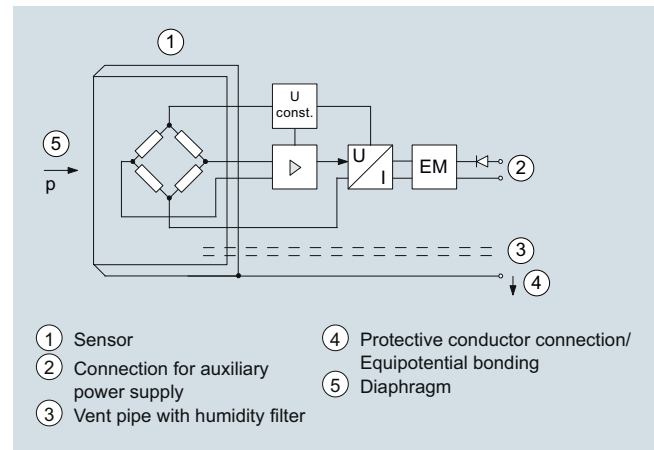 1
U
const.
5
p
U
I
EM
2
3
4
1 Sensor
2 Connection for auxiliary
power supply
3 Vent pipe with humidity filter
4 Protective conductor connection/
Equipotential bonding
5 Diaphragm